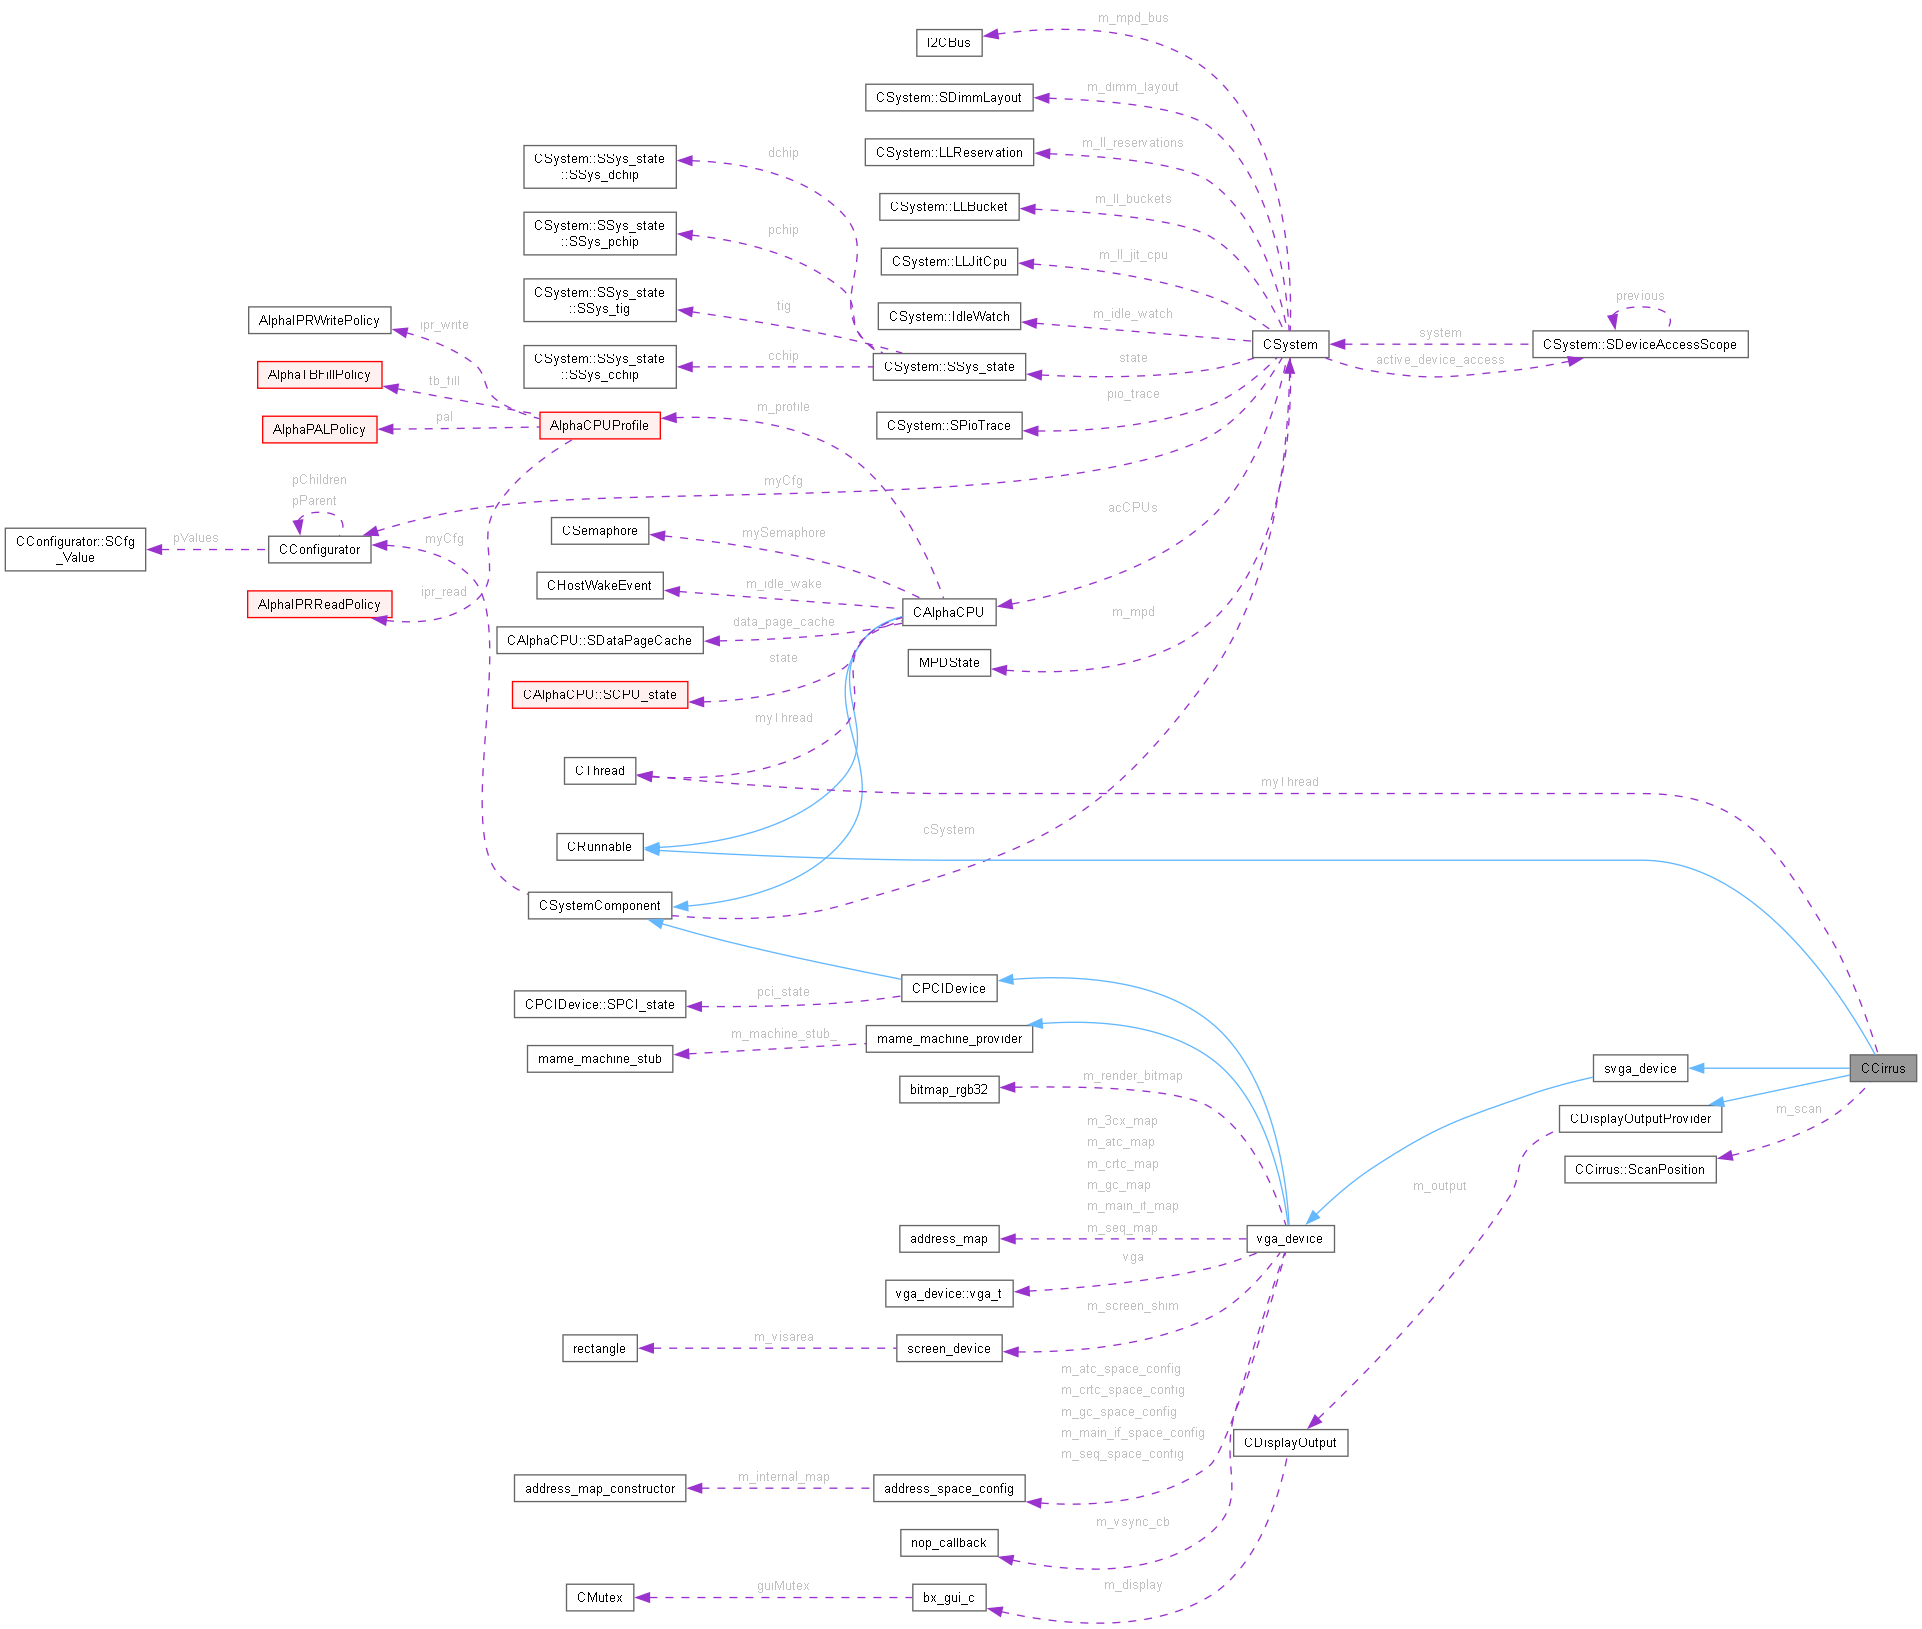 m_mpd_bus
I2CBus
m_dimm_layout
CSystem::SDimmLayout
m_ll_reservations
CSystem::LLReservation
dchip
CSystem::SSys_state
::SSys_dchip
m_ll_buckets
CSystem::LLBucket
pchip
CSystem::SSys_state
::SSys_pchip
m_ll_jit_cpu
CSystem::LLJitCpu
CSystem::SSys_state
::SSys_tig
tig
previous
m_idle_watch
CSystem::IdleWatch
AlphaIPRWritePolicy
ipr_write
system
CSystem
CSystem::SDeviceAccessScope
active_device_access
CSystem::SSys_state
::SSys_cchip
cchip
CSystem::SSys_state
state
AlphaTBFillPolicy
tb_fill
pio_trace
m_profile
pal
AlphaPALPolicy
AlphaCPUProfile
CSystem::SPioTrace
pChildren
pParent
myCfg
acCPUs
CSemaphore
mySemaphore
CConfigurator::SCfg
_Value
pValues
CConfigurator
myCfg
CHostWakeEvent
m_idle_wake
AlphaIPRReadPolicy
ipr_read
CAlphaCPU
m_mpd
data_page_cache
CAlphaCPU::SDataPageCache
state
MPDState
CAlphaCPU::SCPU_state
myThread
CThread
myThread
cSystem
CRunnable
CSystemComponent
CPCIDevice
pci_state
CPCIDevice::SPCI_state
m_machine_stub_
mame_machine_provider
mame_machine_stub
svga_device
CCirrus
m_render_bitmap
bitmap_rgb32
m_scan
CDisplayOutputProvider
m_3cx_map
m_atc_map
m_crtc_map
m_gc_map
m_main_if_map
m_seq_map
CCirrus::ScanPosition
m_output
address_map
vga_device
vga
vga_device::vga_t
m_screen_shim
m_visarea
rectangle
screen_device
m_atc_space_config
m_crtc_space_config
m_gc_space_config
m_main_if_space_config
m_seq_space_config
CDisplayOutput
m_internal_map
address_map_constructor
address_space_config
m_vsync_cb
nop_callback
guiMutex
m_display
CMutex
bx_gui_c